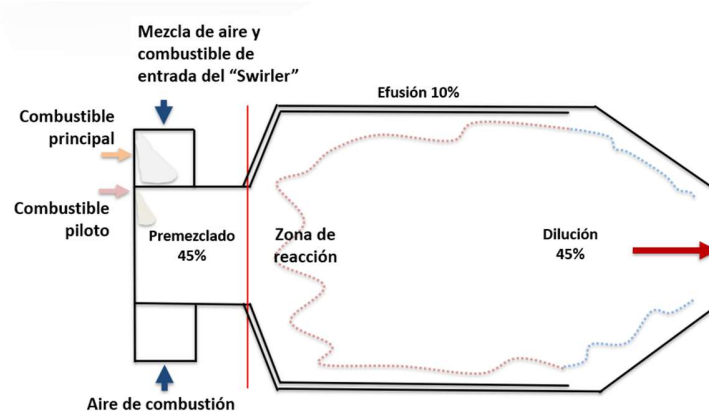 Mezcla de aire y
combustible de
entrada del “Swirler”
Efusión 10%
Combustible
principal
Combustible
piloto
Premezclado
45%
Zona de
reacción
Dilución
45%
Aire de combustión